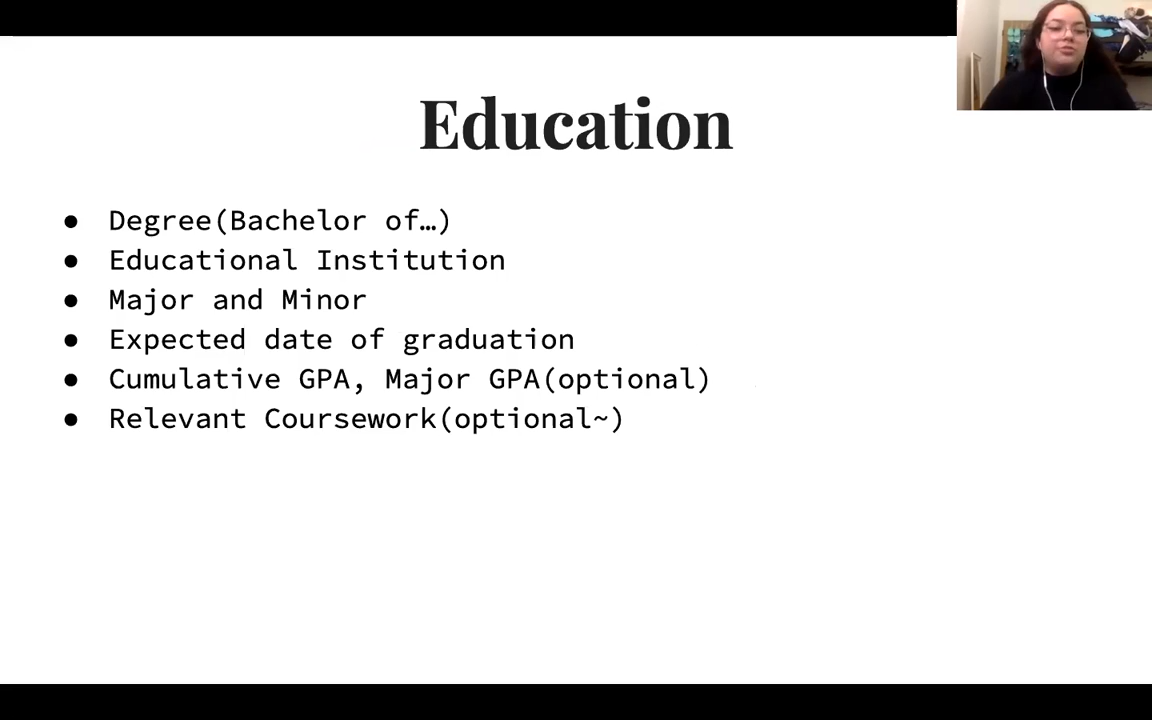 Education
● Degree(Bachelor of…)
● Educational Institution
● Major and Minor
● Expected date of graduation
● Cumulative GPA, Major GPA(optional)
● Relevant Coursework(optional~)